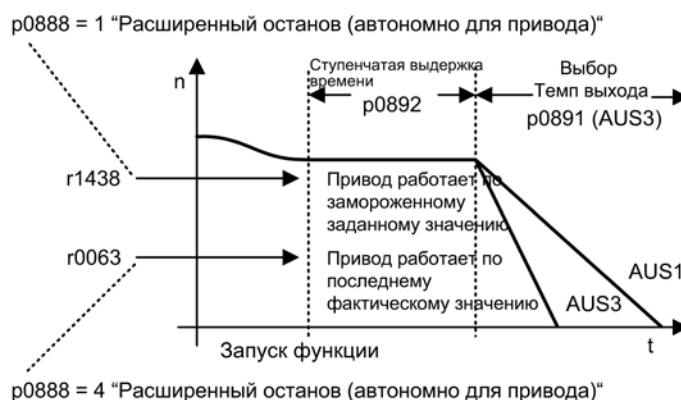 p0888 = 1 “Расширенный останов (автономно для привода)“
n
Ступенчатая выдержка
времени
p0892
Выбор
Темп выхода
p0891 (AUS3)
r1438
Привод работает по
замороженному
заданному значению
r0063
Привод работает по
последнему
фактическому значению
AUS1
AUS3
Запуск функции
t
p0888 = 4 “Расширенный останов (автономно для привода)“